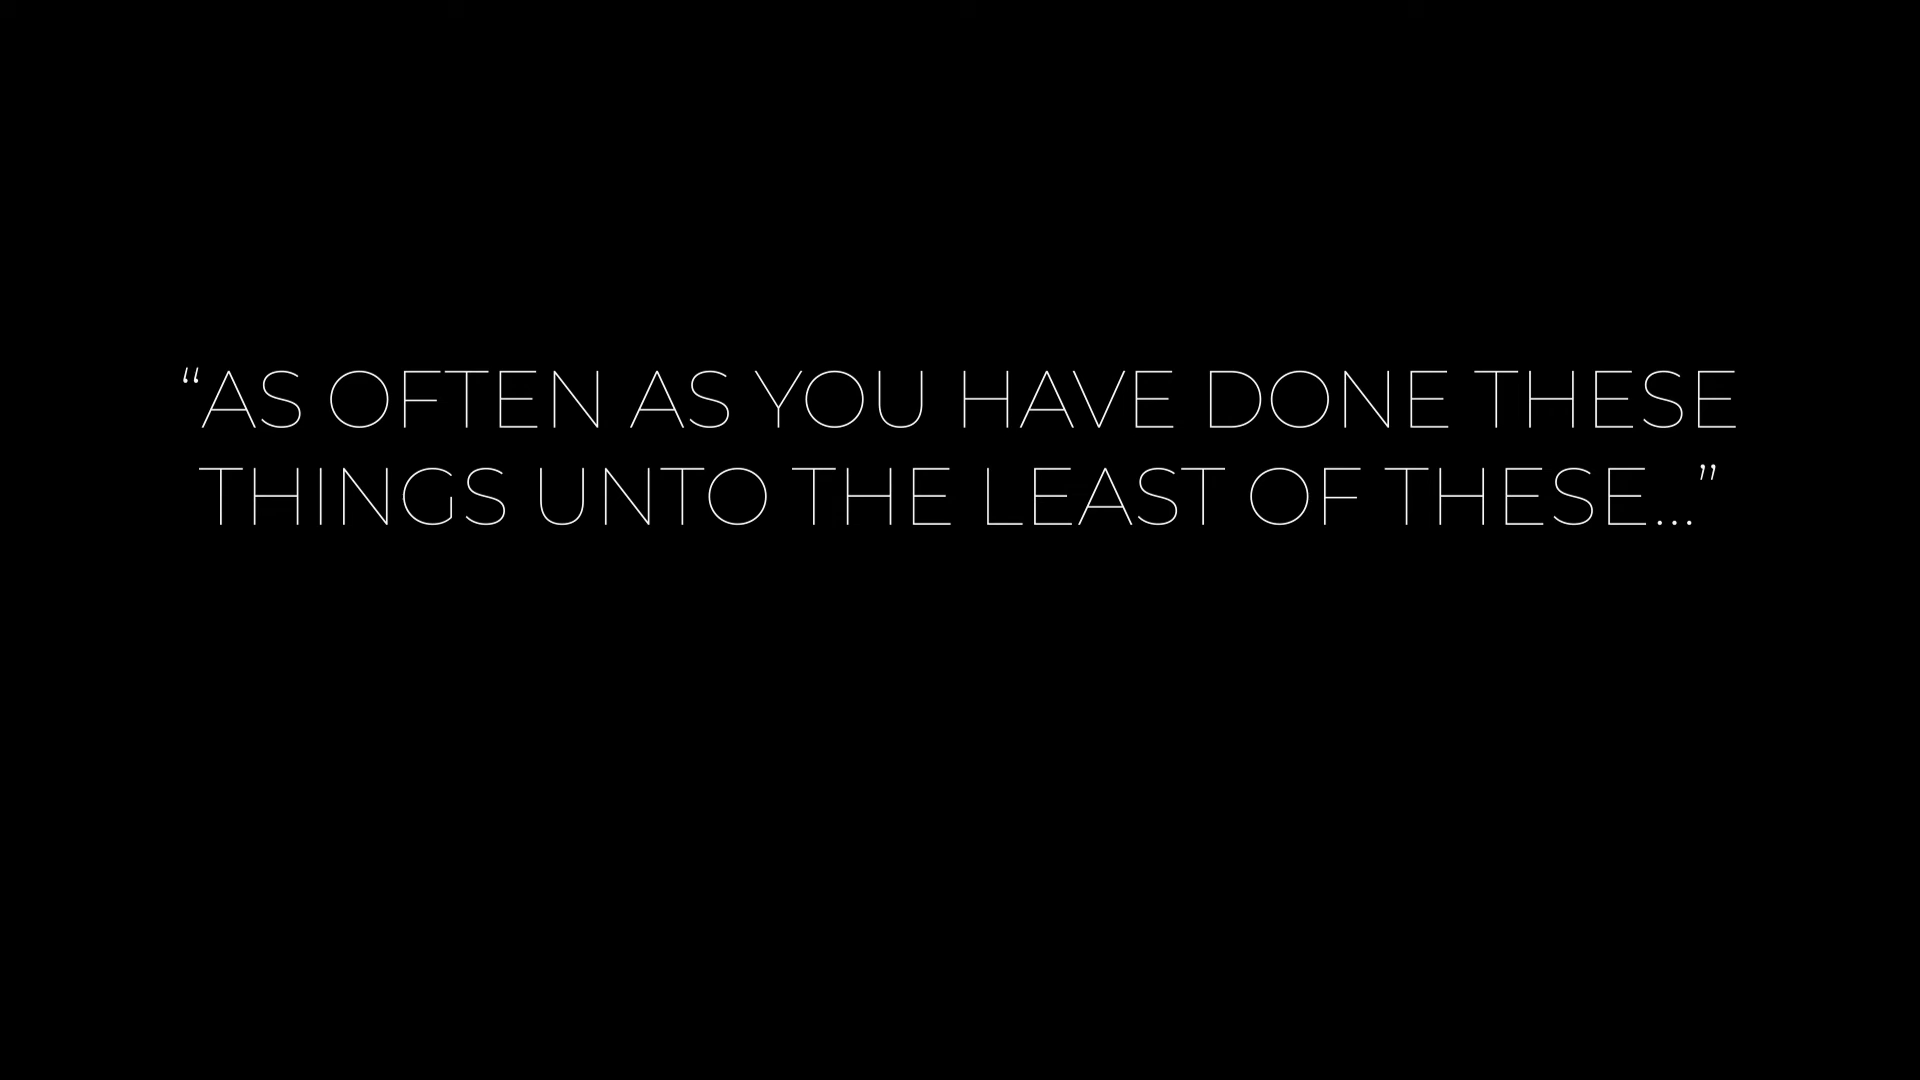 “AS OFTEN AS YOU HAVE DONE THESE
THINGS UNTO THE LEAST OF THESE...”